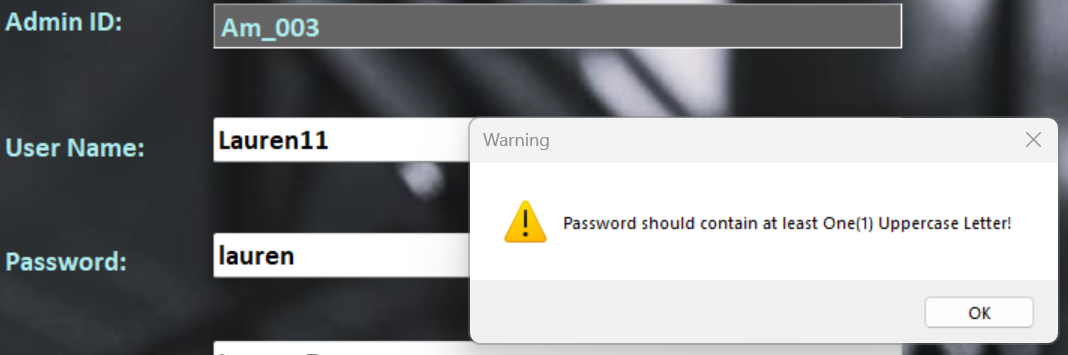 Admin ID:
Am_003
User Name:
Lauren11
Password:
lauren
Warning
Password should contain at least One(1) Uppercase Letter!
OK